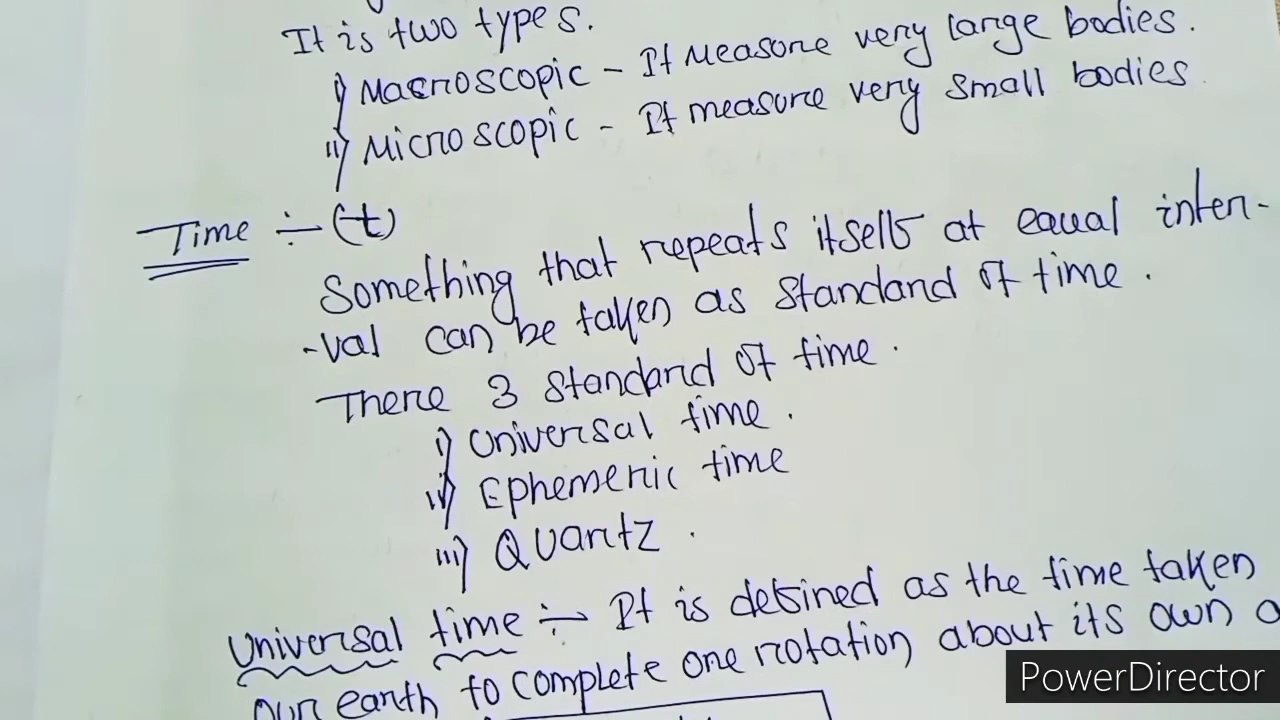 It is two types.
i) Macroscopic - It measure very large bodies.
ii) Microscopic - It measure very small bodies
Time ÷ (t)
Something that repeats itself at equal inter-
-val can be taken as standard of time.
There 3 standard of time.
i) Universal time.
ii) Ephemeric time
iii) Quartz.
Universal time ÷ It is defined as the time taken
our earth to complete one rotation about its own
PowerDirector